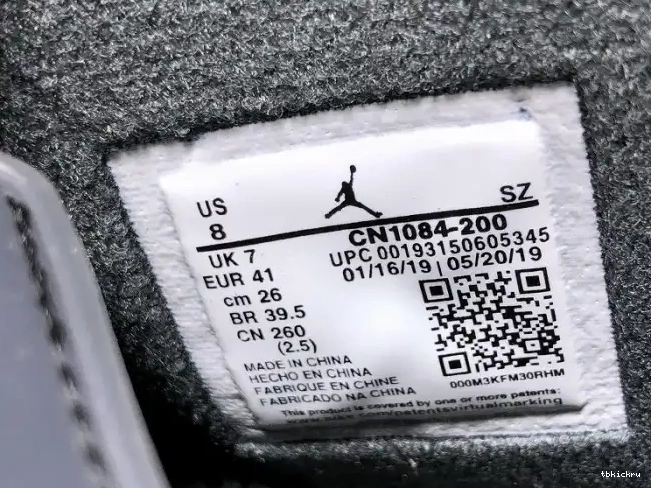 US
8
SZ
CN1084-200
UK 7
UPC 00193150605345
EUR 41
01/16/19 | 05/20/19
cm 26
BR 39.5
CN 260
(2.5)
MADE IN CHINA
HECHO EN CHINA
FABRIQUE EN CHINE
FABRICADO NA CHINA
000M3KFM30RHM
This product is covered by one or more patents:
tbkickru